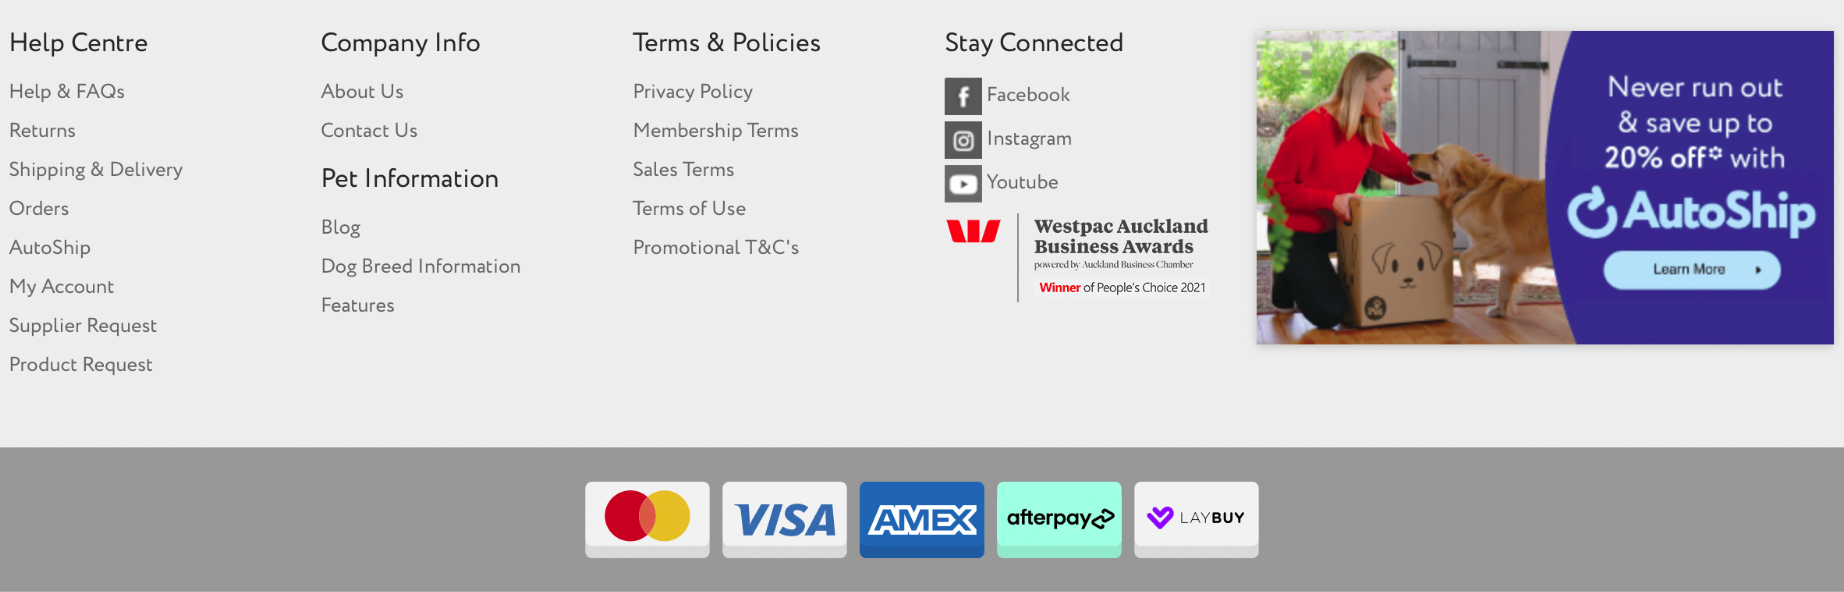 Help Centre
Help & FAQs
Returns
Shipping & Delivery
Orders
AutoShip
My Account
Supplier Request
Product Request
Company Info
About Us
Contact Us
Pet Information
Blog
Dog Breed Information
Features
Terms & Policies
Privacy Policy
Membership Terms
Sales Terms
Terms of Use
Promotional T&C's
Stay Connected
Facebook
Instagram
Youtube
Westpac Auckland
Business Awards
powered by Auckland Business Chamber
Winner of People's Choice 2021
Never run out
& save up to
20% off* with
AutoShip
Learn More
VISA
AMEX
afterpay
LAYBUY